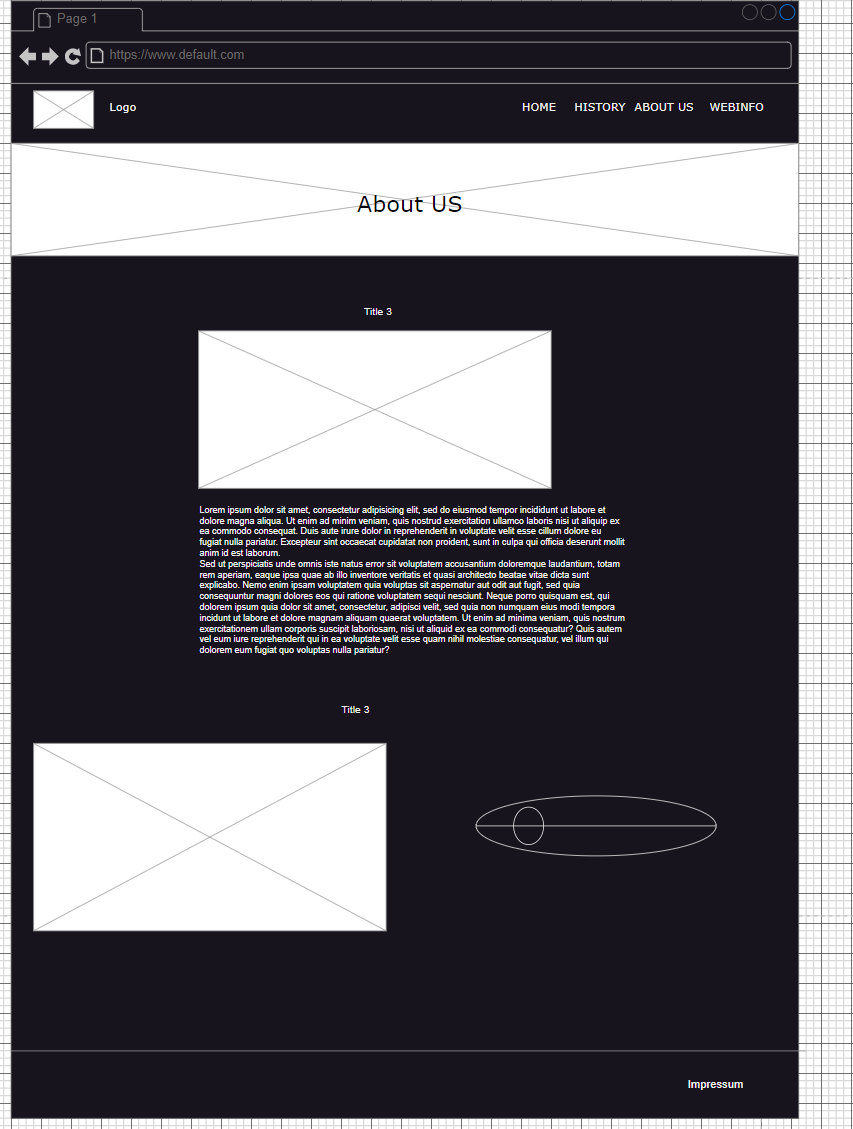 Page 1
https://www.default.com
Logo HOME HISTORY ABOUT US WEBINFO
About US
Title 3
Lorem ipsum dolor sit amet, consectetur adipisicing elit, sed do eiusmod tempor incididunt ut labore et
dolore magna aliqua. Ut enim ad minim veniam, quis nostrud exercitation ullamco laboris nisi ut aliquip ex
ea commodo consequat. Duis aute irure dolor in reprehenderit in voluptate velit esse cillum dolore eu
fugiat nulla pariatur. Excepteur sint occaecat cupidatat non proident, sunt in culpa qui officia deserunt mollit
anim id est laborum.
Sed ut perspiciatis unde omnis iste natus error sit voluptatem accusantium doloremque laudantium, totam
rem aperiam, eaque ipsa quae ab illo inventore veritatis et quasi architecto beatae vitae dicta sunt
explicabo. Nemo enim ipsam voluptatem quia voluptas sit aspernatur aut odit aut fugit, sed quia
consequuntur magni dolores eos qui ratione voluptatem sequi nesciunt. Neque porro quisquam est, qui
dolorem ipsum quia dolor sit amet, consectetur, adipisci velit, sed quia non numquam eius modi tempora
incidunt ut labore et dolore magnam aliquam quaerat voluptatem. Ut enim ad minima veniam, quis nostrum
exercitationem ullam corporis suscipit laboriosam, nisi ut aliquid ex ea commodi consequatur? Quis autem
vel eum iure reprehenderit qui in ea voluptate velit esse quam nihil molestiae consequatur, vel illum qui
dolorem eum fugiat quo voluptas nulla pariatur?
Title 3
Impressum